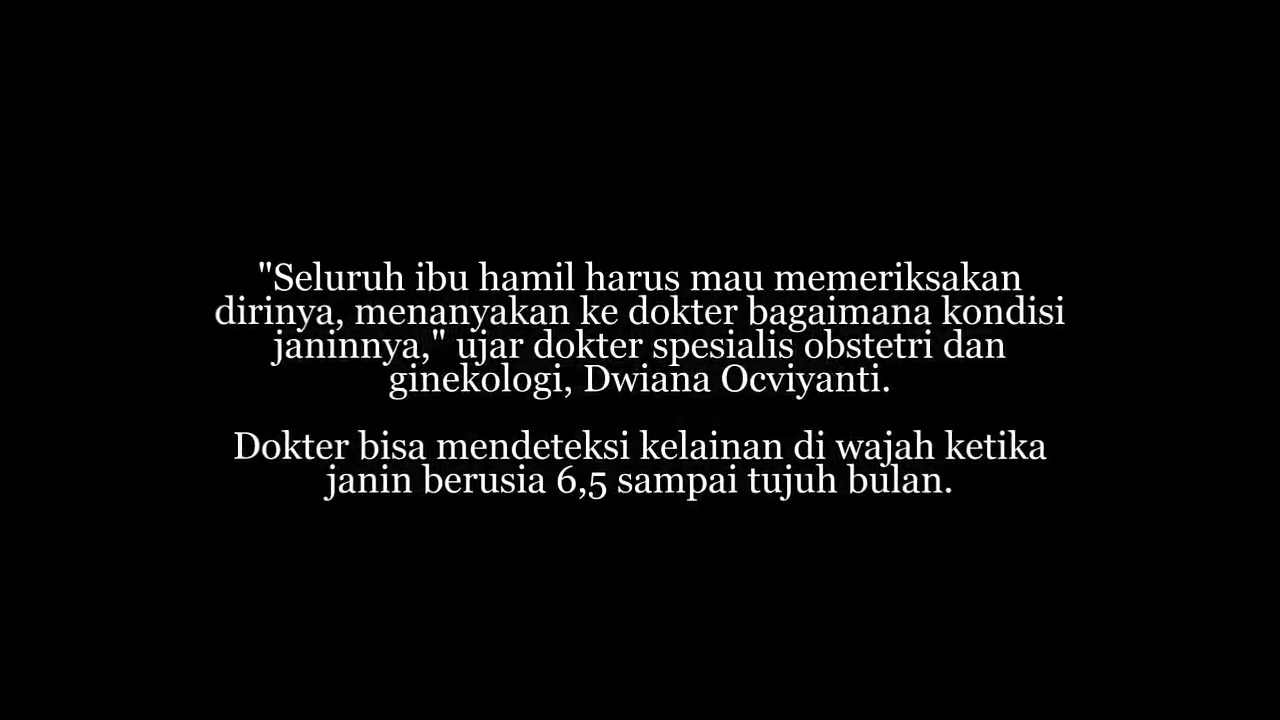 "Seluruh ibu hamil harus mau memeriksakan
dirinya, menanyakan ke dokter bagaimana kondisi
janinnya," ujar dokter spesialis obstetri dan
ginekologi, Dwiana Ocviyanti.
Dokter bisa mendeteksi kelainan di wajah ketika
janin berusia 6,5 sampai tujuh bulan.